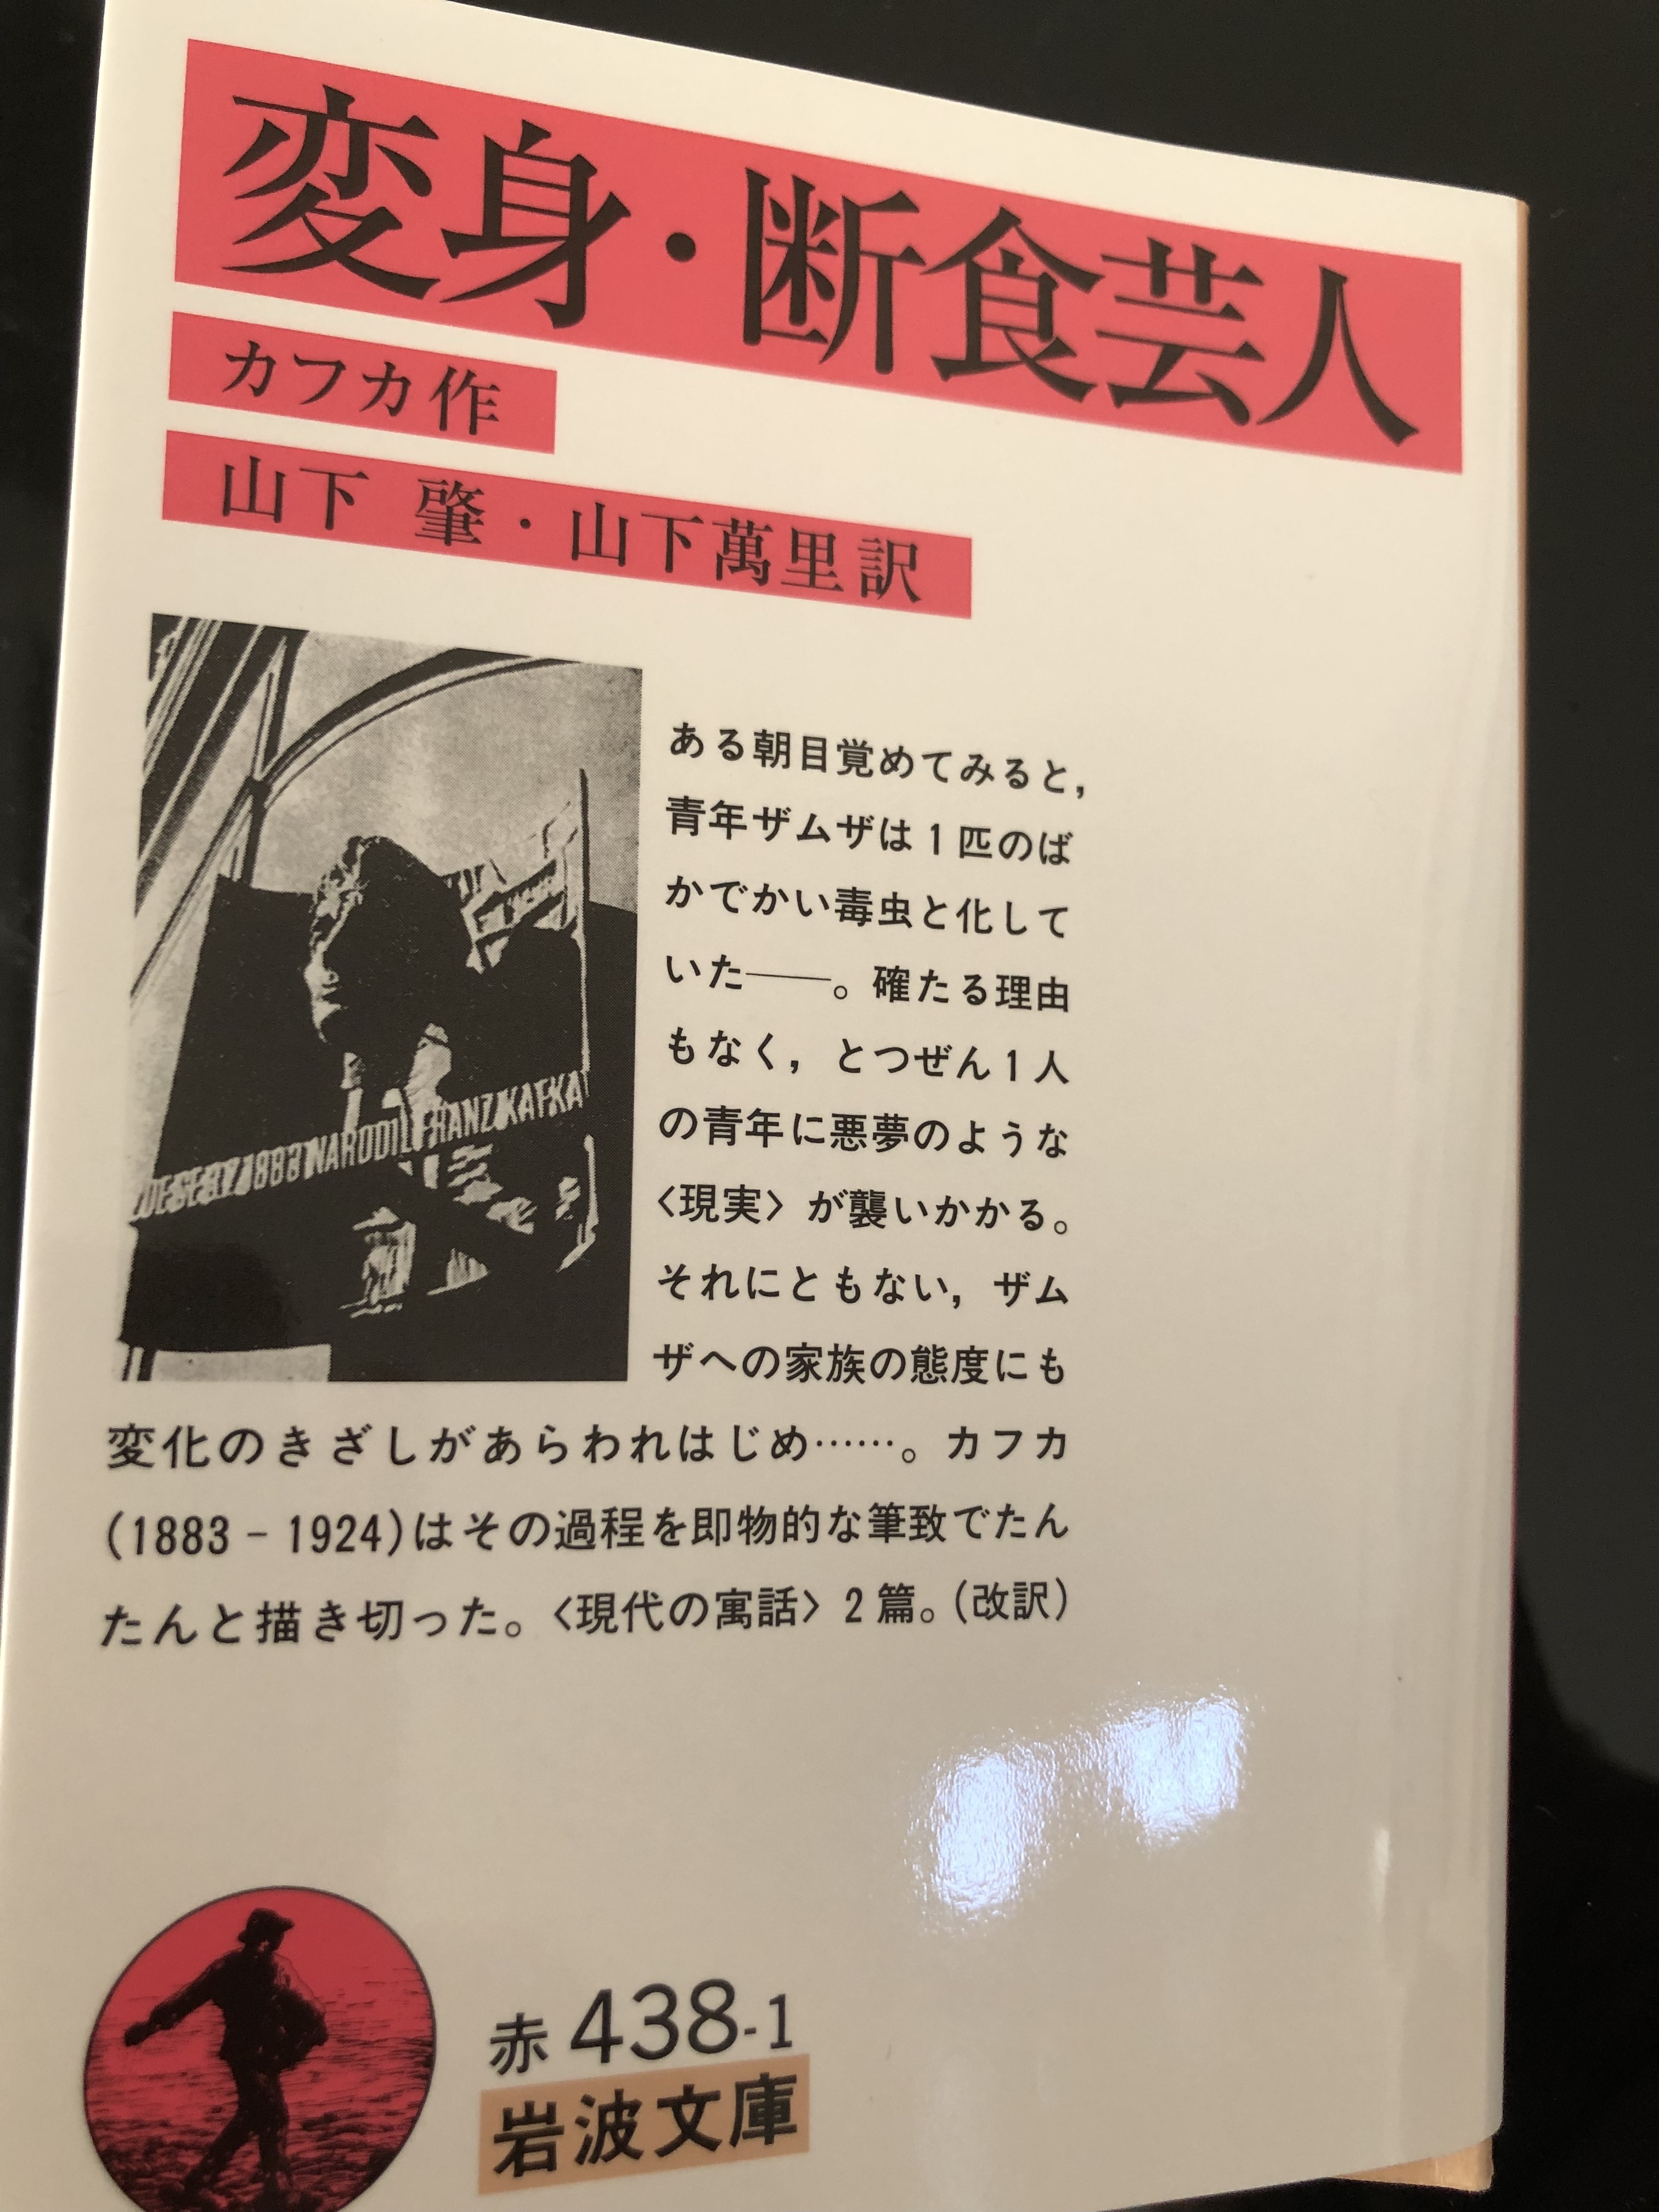 変身・断食芸人
カフカ作
山下 肇・山下萬里訳
ある朝目覚めてみると，
青年ザムザは1匹のば
かでかい毒虫と化して
いた――。確たる理由
もなく，とつぜん1人
の青年に悪夢のような
〈現実〉が襲いかかる。
それにともない，ザム
ザへの家族の態度にも
変化のきざしがあらわれはじめ……。カフカ
(1883－1924)はその過程を即物的な筆致でたん
たんと描き切った。〈現代の寓話〉2篇。(改訳)
1883 NARODIL FRANZ KAFKA
赤 438-1
岩波文庫